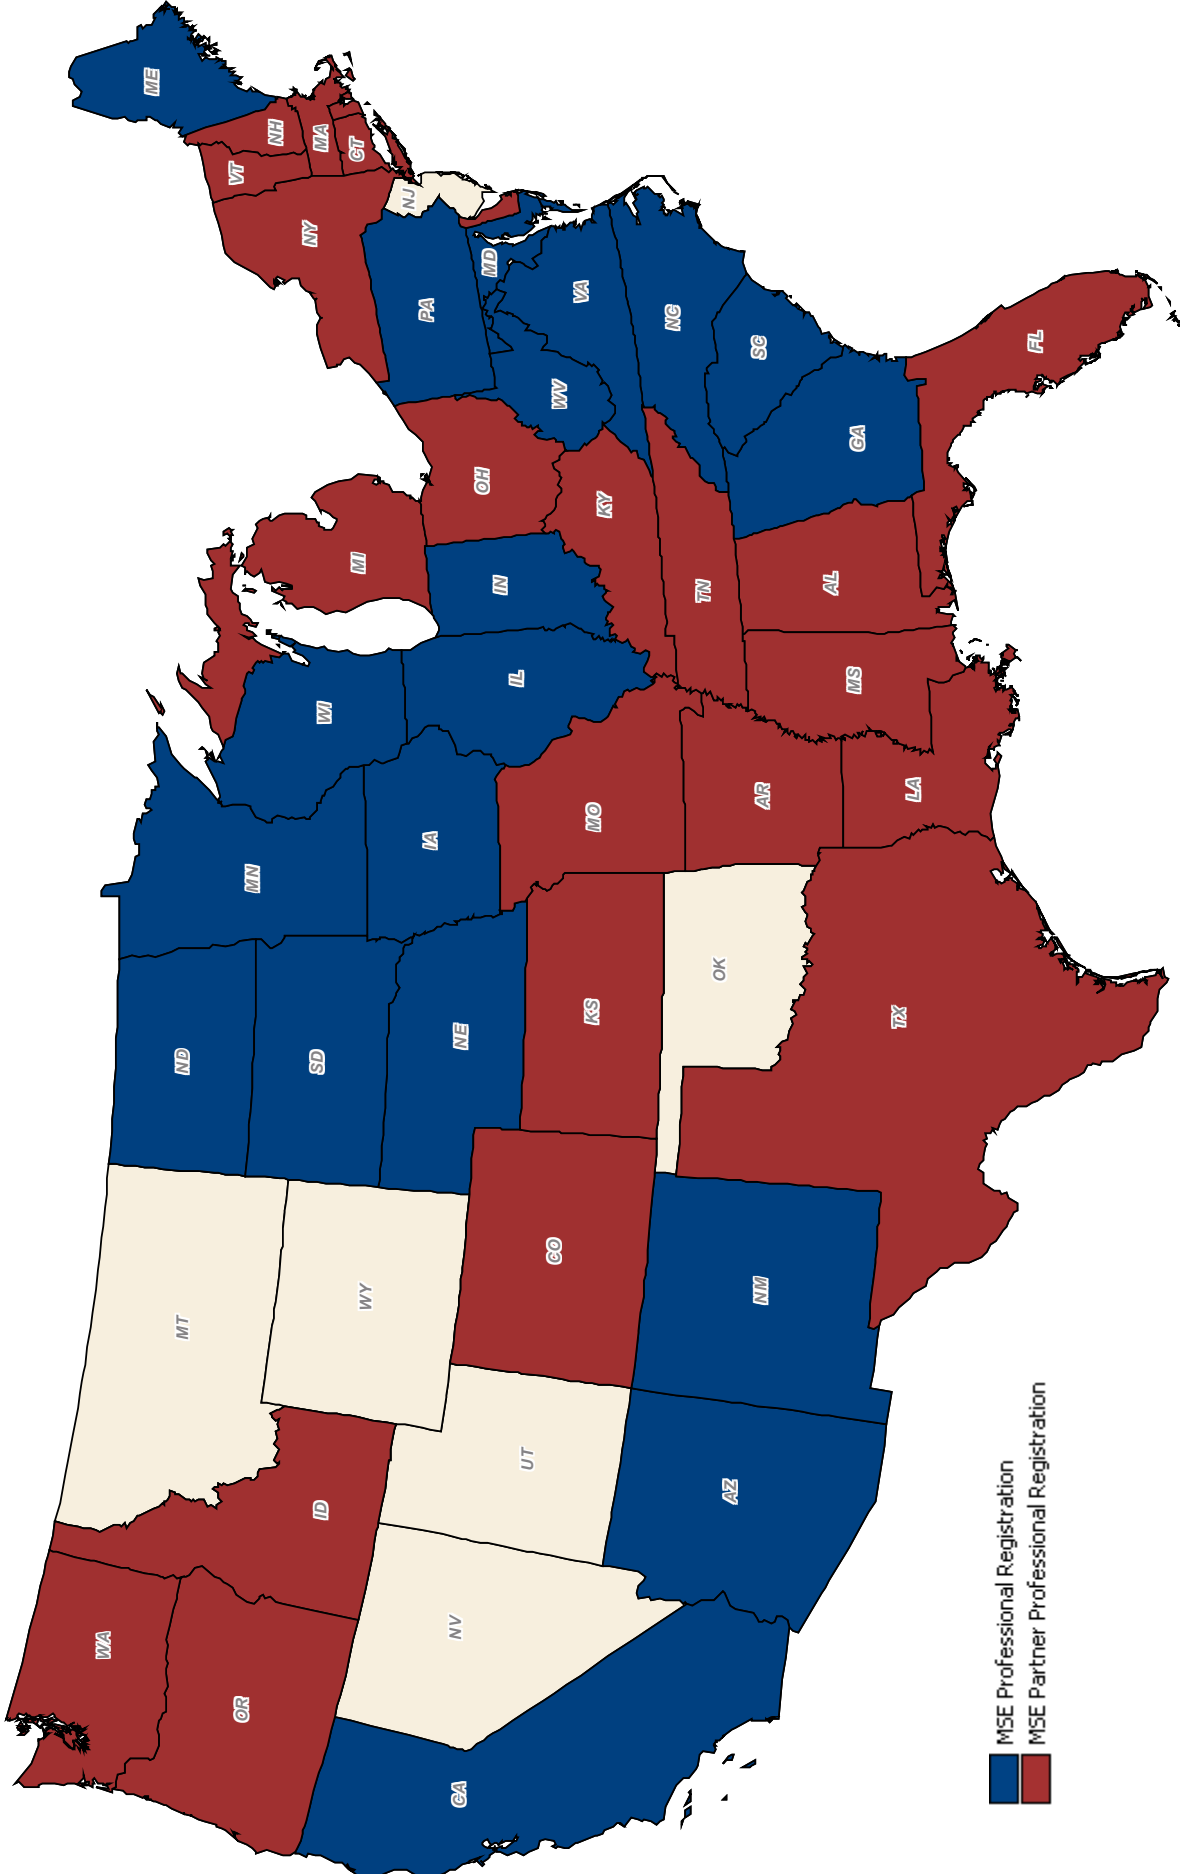 WA
MT
ND
MN
ME
OR
ID
SD
WI
MI
VT
NH
NY
MA
CT
WY
NE
IA
IL
IN
OH
PA
NJ
MD
CA
NV
UT
CO
KS
MO
KY
WV
VA
AZ
NM
OK
AR
TN
NC
SC
TX
LA
MS
AL
GA
FL
MSE Professional Registration
MSE Partner Professional Registration